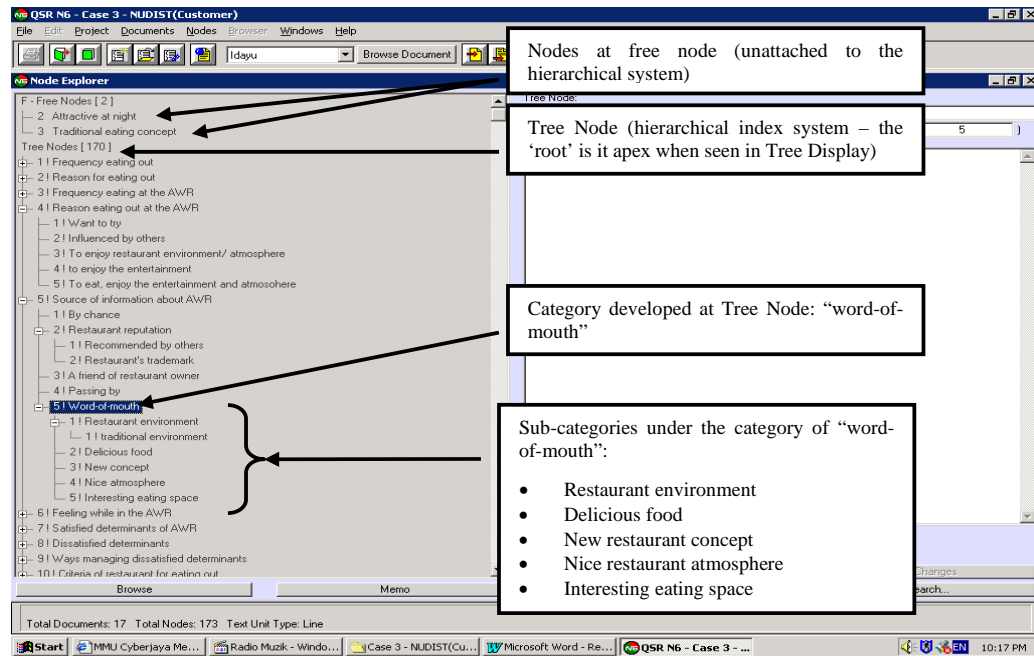 QSR N6 - Case 3 - NUDIST(Customer)
File Edit Project Documents Nodes Browser Windows Help
Idayu
Browse Document
Node Explorer
F - Free Nodes [ 2 ]
2 Attractive at night
3 Traditional eating concept
Tree Nodes [ 170 ]
1 ! Frequency eating out
2 ! Reason for eating out
3 ! Frequency eating at the AWR
4 ! Reason eating out at the AWR
1 ! Want to try
2 ! Influenced by others
3 ! To enjoy restaurant environment/ atmosphere
4 ! to enjoy the entertainment
5 ! To eat, enjoy the entertainment and atmosohere
5 ! Source of information about AWR
1 ! By chance
2 ! Restaurant reputation
1 ! Recommended by others
2 ! Restaurant's trademark
3 ! A friend of restaurant owner
4 ! Passing by
5 ! Word-of-mouth
1 ! Restaurant environment
1 ! traditional environment
2 ! Delicious food
3 ! New concept
4 ! Nice atmosphere
5 ! Interesting eating space
6 ! Feeling while in the AWR
7 ! Satisfied determinants of AWR
8 ! Dissatisfied determinants
9 ! Ways managing dissatisfied determinants
10 ! Criteria of restaurant for eating out
Browse
Memo
Tree Node:
5 )
Nodes at free node (unattached to the
hierarchical system)
Tree Node (hierarchical index system – the
‘root’ is it apex when seen in Tree Display)
Category developed at Tree Node: “word-of-
mouth”
Sub-categories under the category of “word-
of-mouth”:
• Restaurant environment
• Delicious food
• New restaurant concept
• Nice restaurant atmosphere
• Interesting eating space
Changes
earch...
Total Documents: 17 Total Nodes: 173 Text Unit Type: Line
Start
MMU Cyberjaya Me...
Radio Muzik - Windo...
Case 3 - NUDIST(Cu...
Microsoft Word - Re...
QSR N6 - Case 3 - ...
EN
10:17 PM